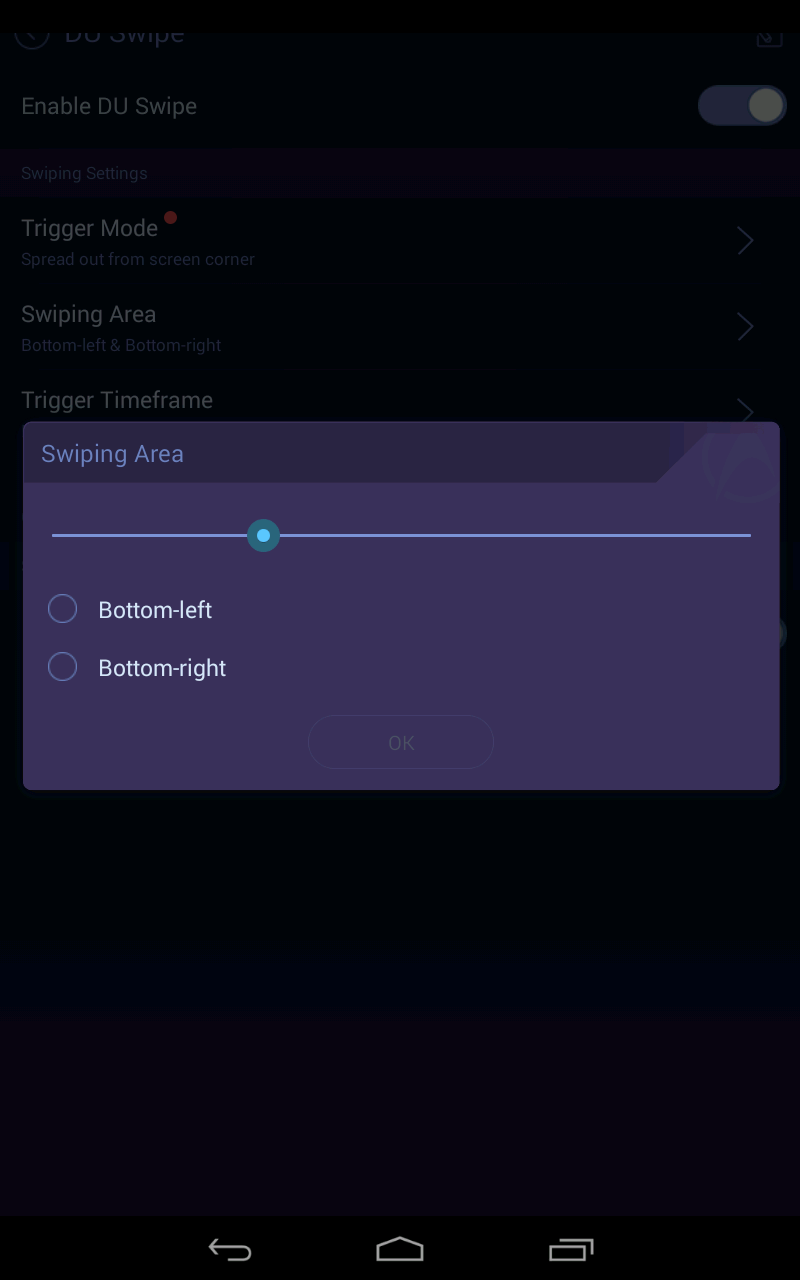 DU Swipe
Enable DU Swipe
Swiping Settings
Trigger Mode
Spread out from screen corner
Swiping Area
Bottom-left & Bottom-right
Trigger Timeframe
Swiping Area
Bottom-left
Bottom-right
OK